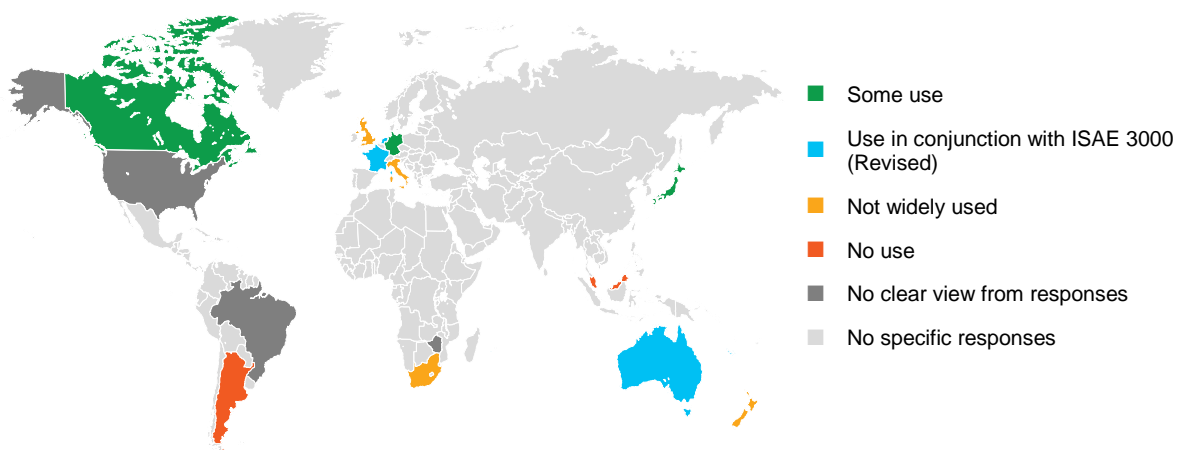 Some use
Use in conjunction with ISAE 3000
(Revised)
Not widely used
No use
No clear view from responses
No specific responses